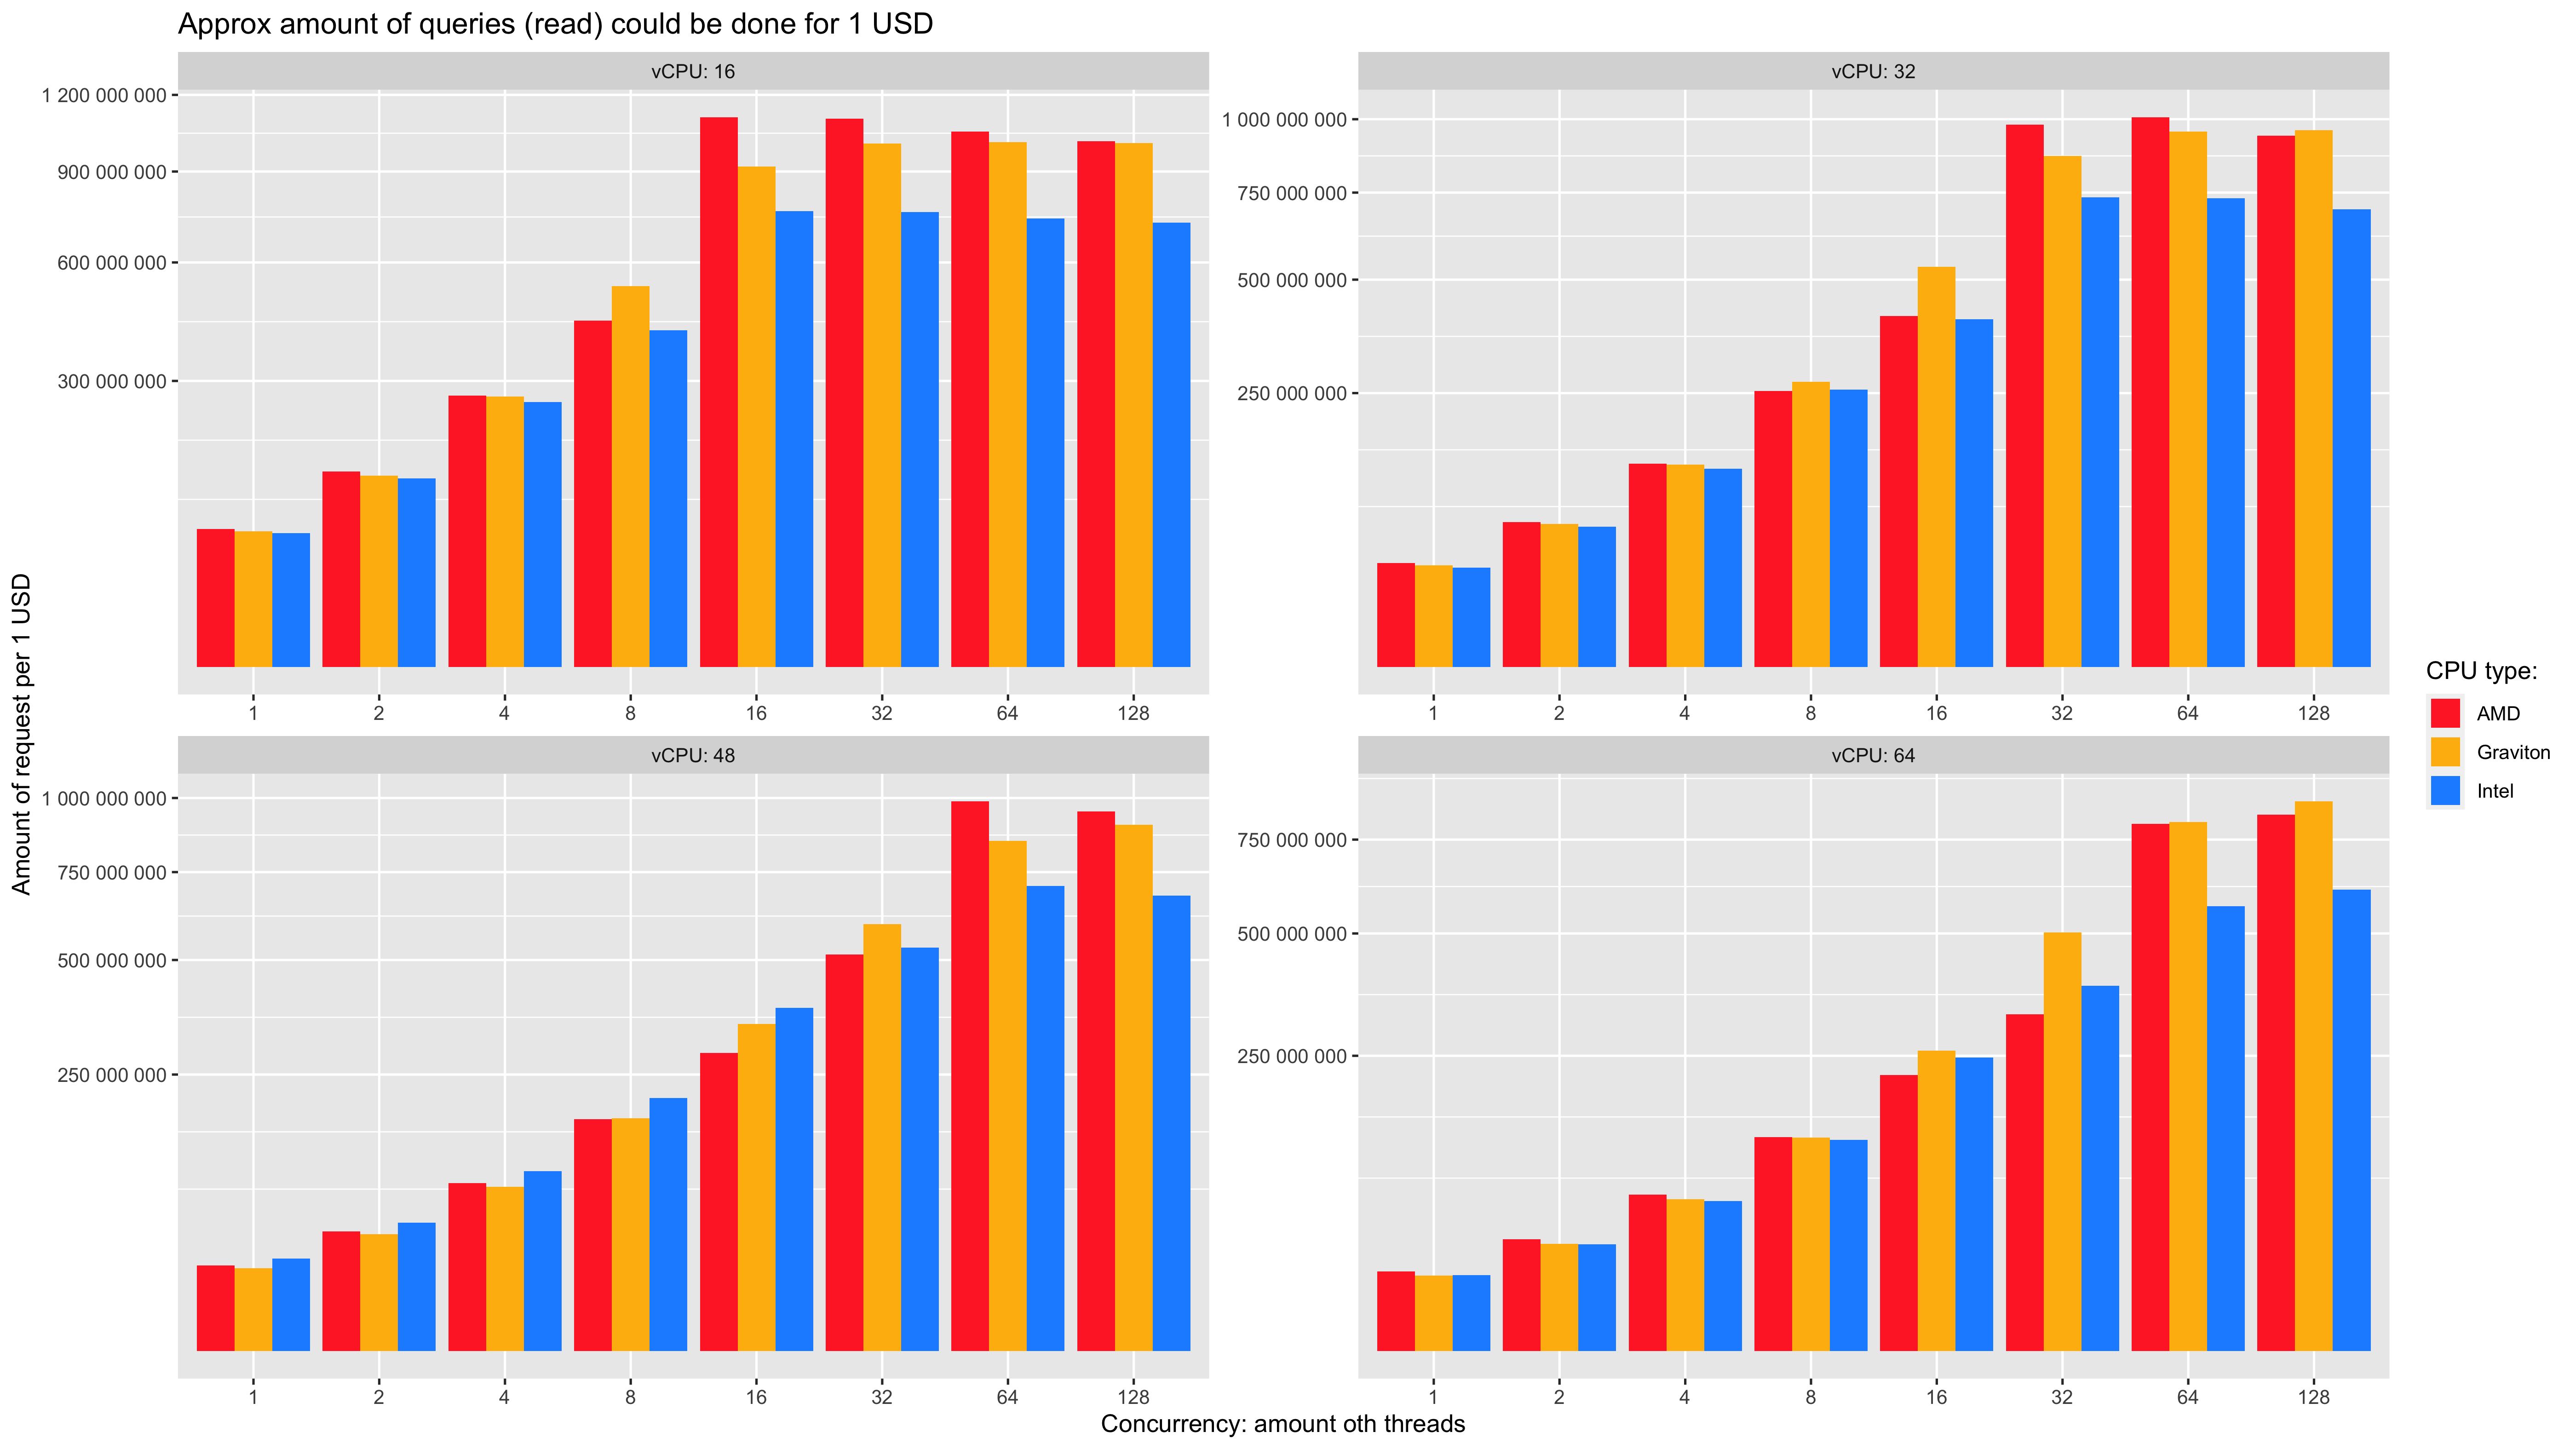 Approx amount of queries (read) could be done for 1 USD
vCPU: 16
1 200 000 000
900 000 000
600 000 000
300 000 000
1 2 4 8 16 32 64 128
vCPU: 32
1 000 000 000
750 000 000
500 000 000
250 000 000
1 2 4 8 16 32 64 128
vCPU: 48
1 000 000 000
750 000 000
500 000 000
250 000 000
1 2 4 8 16 32 64 128
vCPU: 64
750 000 000
500 000 000
250 000 000
1 2 4 8 16 32 64 128
Amount of request per 1 USD
Concurrency: amount oth threads
CPU type:
AMD
Graviton
Intel